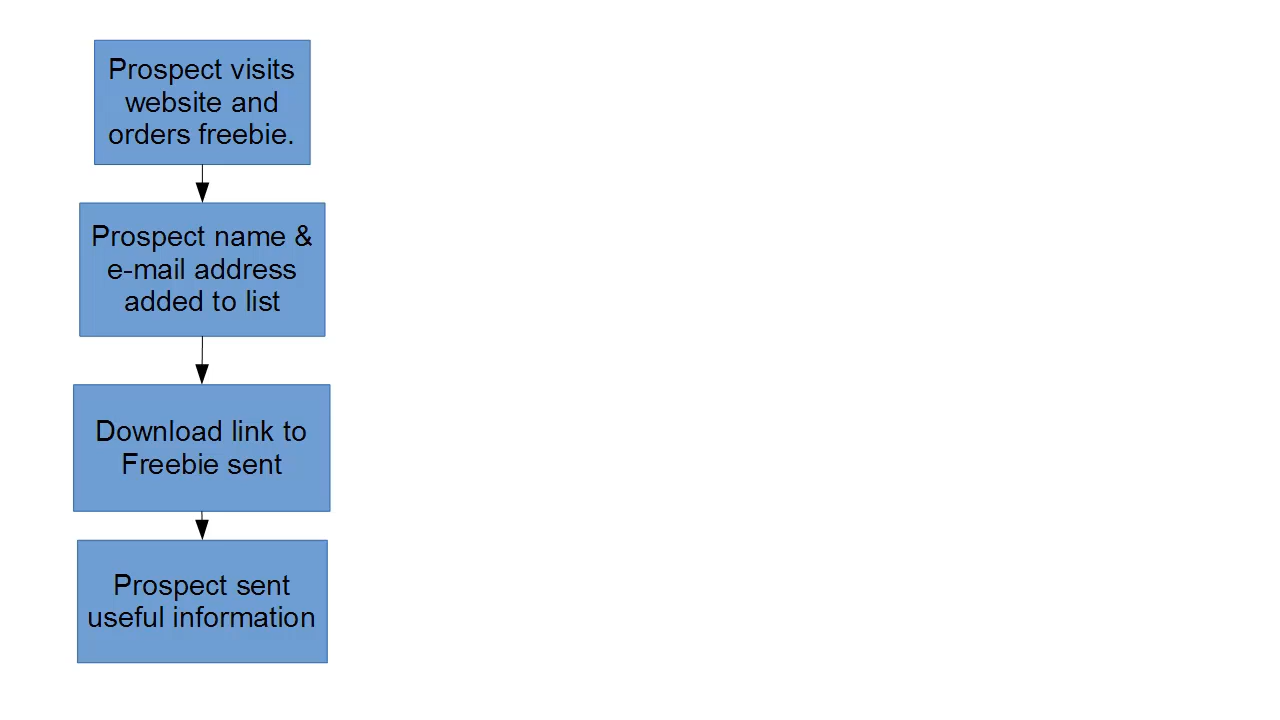 Prospect visits
website and
orders freebie.
Prospect name &
e-mail address
added to list
Download link to
Freebie sent
Prospect sent
useful information